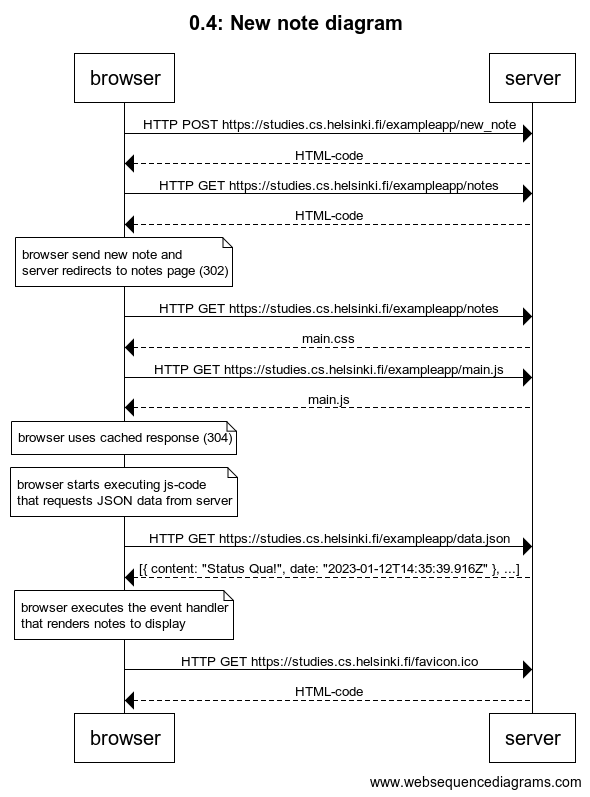 0.4: New note diagram
browser
server
HTTP POST https://studies.cs.helsinki.fi/exampleapp/new_note
HTML-code
HTTP GET https://studies.cs.helsinki.fi/exampleapp/notes
HTML-code
browser send new note and
server redirects to notes page (302)
HTTP GET https://studies.cs.helsinki.fi/exampleapp/notes
main.css
HTTP GET https://studies.cs.helsinki.fi/exampleapp/main.js
main.js
browser uses cached response (304)
browser starts executing js-code
that requests JSON data from server
HTTP GET https://studies.cs.helsinki.fi/exampleapp/data.json
[{ content: "Status Qua!", date: "2023-01-12T14:35:39.916Z" }, ...]
browser executes the event handler
that renders notes to display
HTTP GET https://studies.cs.helsinki.fi/favicon.ico
HTML-code
browser
server
www.websequencediagrams.com